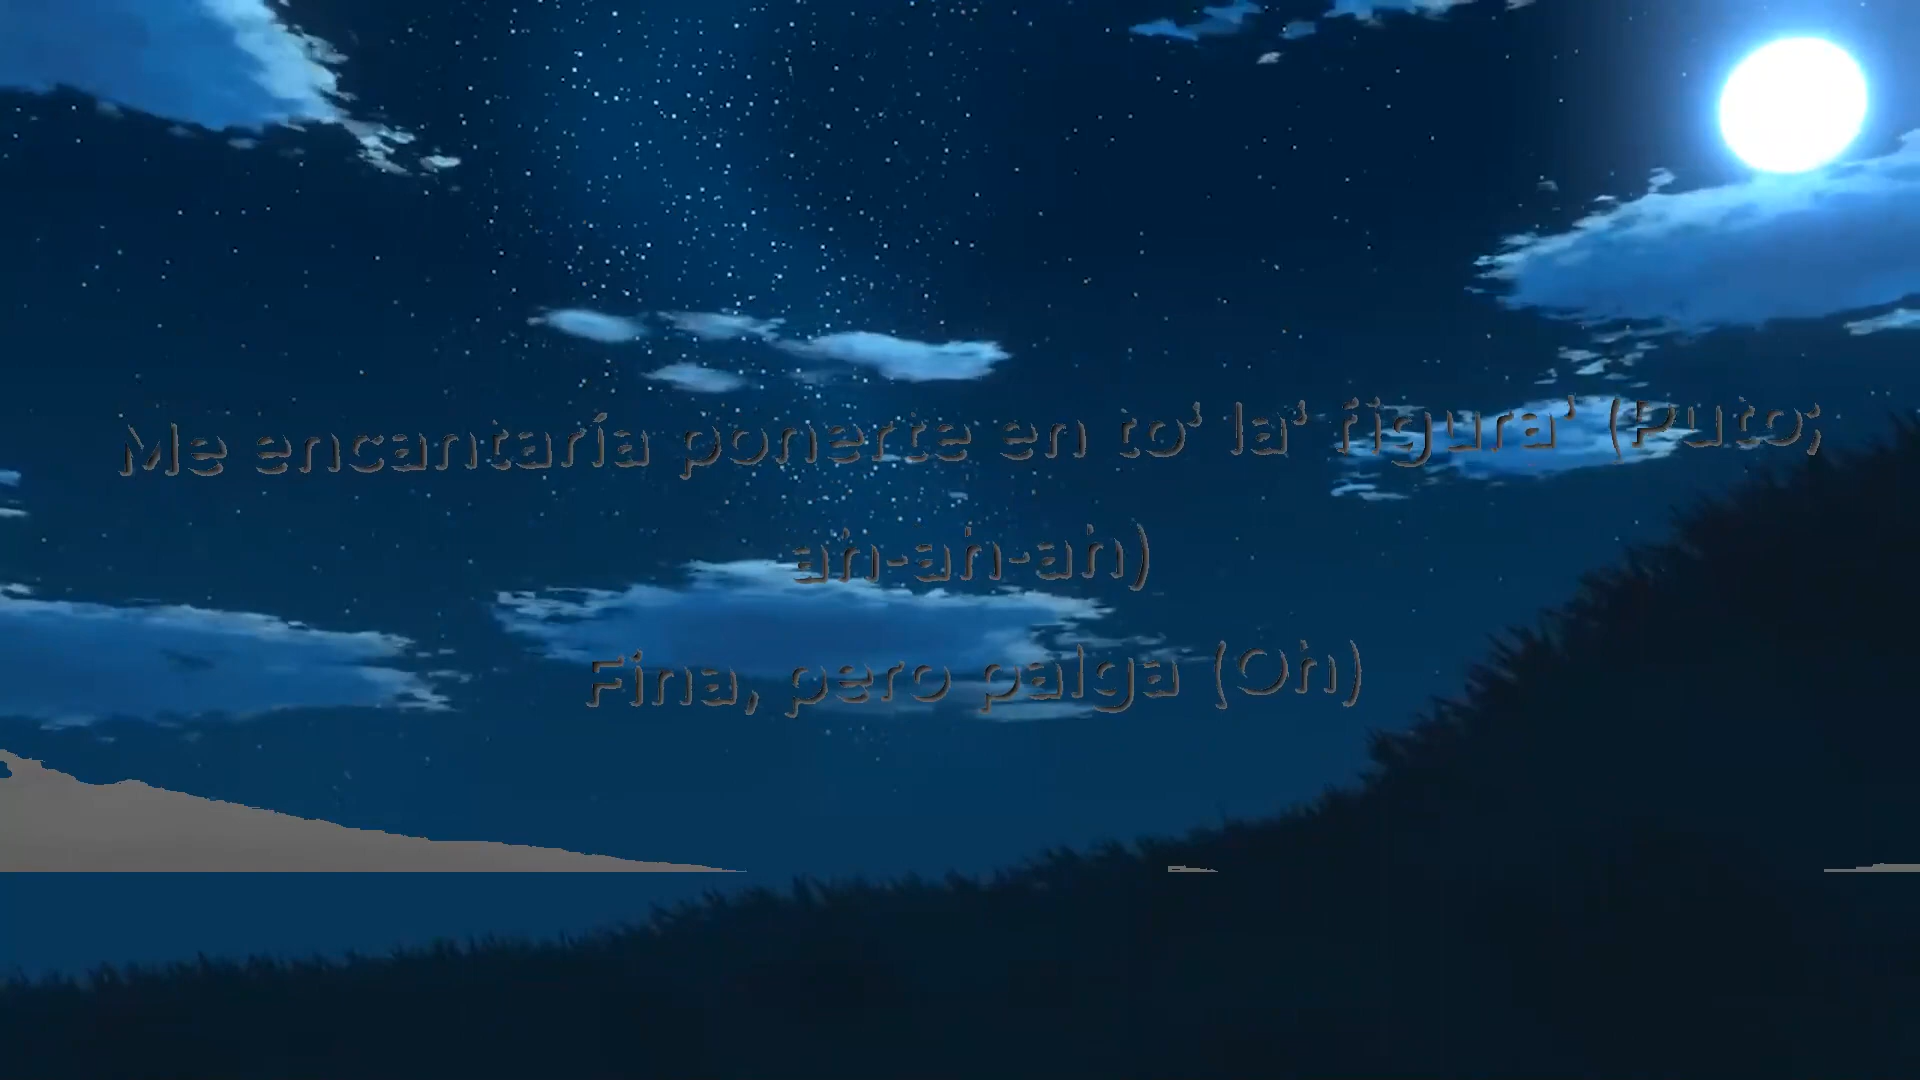 Me encantaría ponerte en to' la' figura' (Puto;
ah-ah-ah)
Fina, pero palga (Oh)